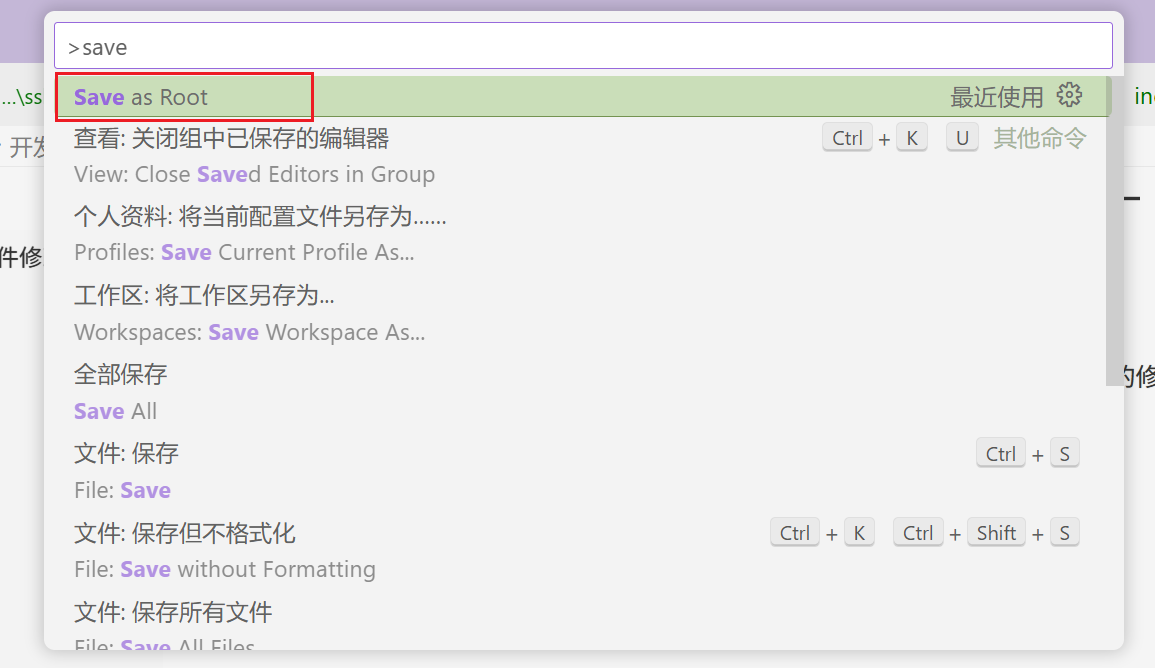 >save
...\ss
Save as Root
最近使用
in
开发
查看: 关闭组中已保存的编辑器
Ctrl + K U 其他命令
View: Close Saved Editors in Group
个人资料: 将当前配置文件另存为......
件修
Profiles: Save Current Profile As...
工作区: 将工作区另存为...
Workspaces: Save Workspace As...
全部保存
的修
Save All
文件: 保存
Ctrl + S
File: Save
文件: 保存但不格式化
Ctrl + K Ctrl + Shift + S
File: Save without Formatting
文件: 保存所有文件
File: Save All Files